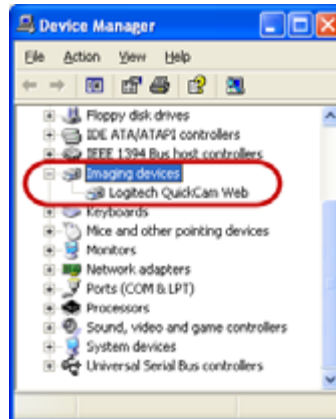 Device Manager
File Action View Help
Floppy disk drives
IDE ATA/ATAPI controllers
IEEE 1394 Bus host controllers
Imaging devices
Logitech QuickCam Web
Keyboards
Mice and other pointing devices
Monitors
Network adapters
Ports (COM & LPT)
Processors
Sound, video and game controllers
System devices
Universal Serial Bus controllers